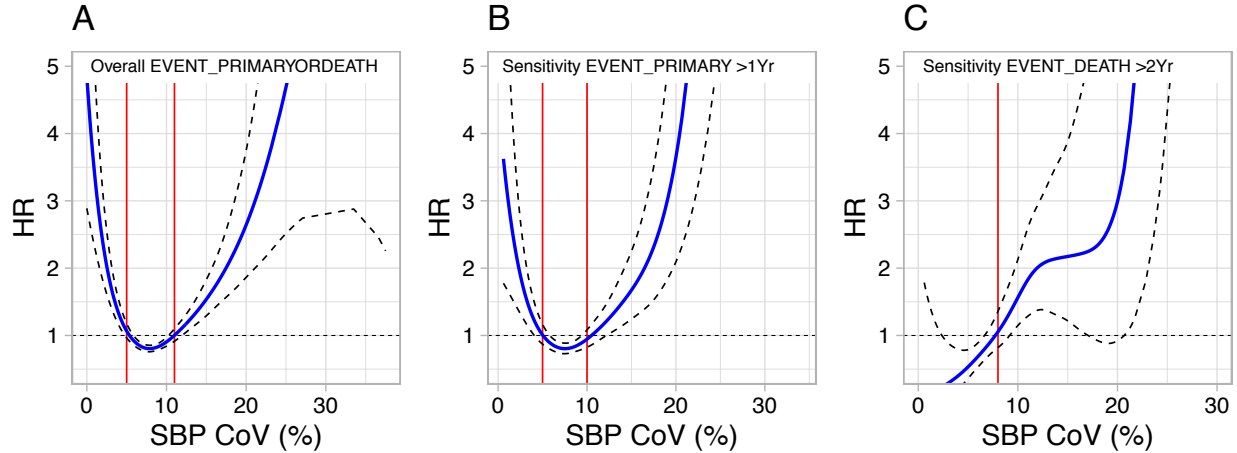 A
Overall EVENT_PRIMARYORDEATH
5
4
3
2
1
HR
0 10 20 30
SBP CoV (%)
B
Sensitivity EVENT_PRIMARY >1Yr
5
4
3
2
1
HR
0 10 20 30
SBP CoV (%)
C
Sensitivity EVENT_DEATH >2Yr
5
4
3
2
1
HR
0 10 20 30
SBP CoV (%)